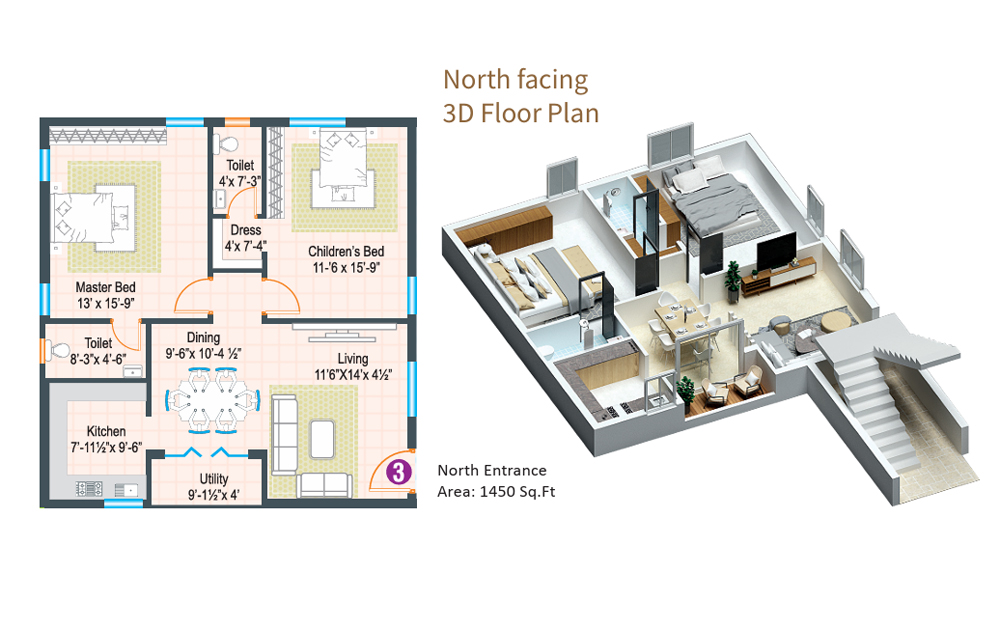 North facing
3D Floor Plan
Toilet
4'x 7'-3"
Dress
4'x 7'-4"
Children's Bed
11-'6 x 15'-9"
Master Bed
13' x 15'-9"
Toilet
8'-3"x 4'-6"
Dining
9'-6"x 10'-4 ½"
Living
11'6"X14'x 4½"
Kitchen
7'-11½"x 9'-6"
Utility
9'-1½"x 4'
3
North Entrance
Area: 1450 Sq.Ft